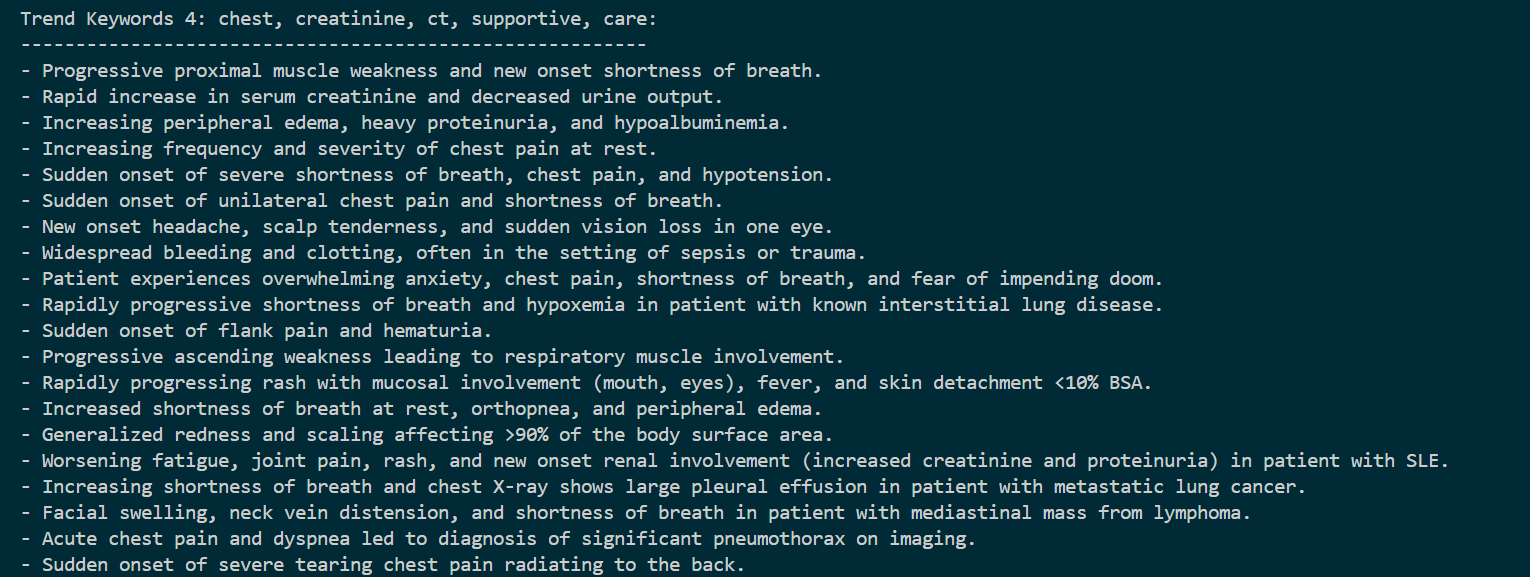 Trend Keywords 4: chest, creatinine, ct, supportive, care:
---------------------------------------------------------
- Progressive proximal muscle weakness and new onset shortness of breath.
- Rapid increase in serum creatinine and decreased urine output.
- Increasing peripheral edema, heavy proteinuria, and hypoalbuminemia.
- Increasing frequency and severity of chest pain at rest.
- Sudden onset of severe shortness of breath, chest pain, and hypotension.
- Sudden onset of unilateral chest pain and shortness of breath.
- New onset headache, scalp tenderness, and sudden vision loss in one eye.
- Widespread bleeding and clotting, often in the setting of sepsis or trauma.
- Patient experiences overwhelming anxiety, chest pain, shortness of breath, and fear of impending doom.
- Rapidly progressive shortness of breath and hypoxemia in patient with known interstitial lung disease.
- Sudden onset of flank pain and hematuria.
- Progressive ascending weakness leading to respiratory muscle involvement.
- Rapidly progressing rash with mucosal involvement (mouth, eyes), fever, and skin detachment <10% BSA.
- Increased shortness of breath at rest, orthopnea, and peripheral edema.
- Generalized redness and scaling affecting >90% of the body surface area.
- Worsening fatigue, joint pain, rash, and new onset renal involvement (increased creatinine and proteinuria) in patient with SLE.
- Increasing shortness of breath and chest X-ray shows large pleural effusion in patient with metastatic lung cancer.
- Facial swelling, neck vein distension, and shortness of breath in patient with mediastinal mass from lymphoma.
- Acute chest pain and dyspnea led to diagnosis of significant pneumothorax on imaging.
- Sudden onset of severe tearing chest pain radiating to the back.